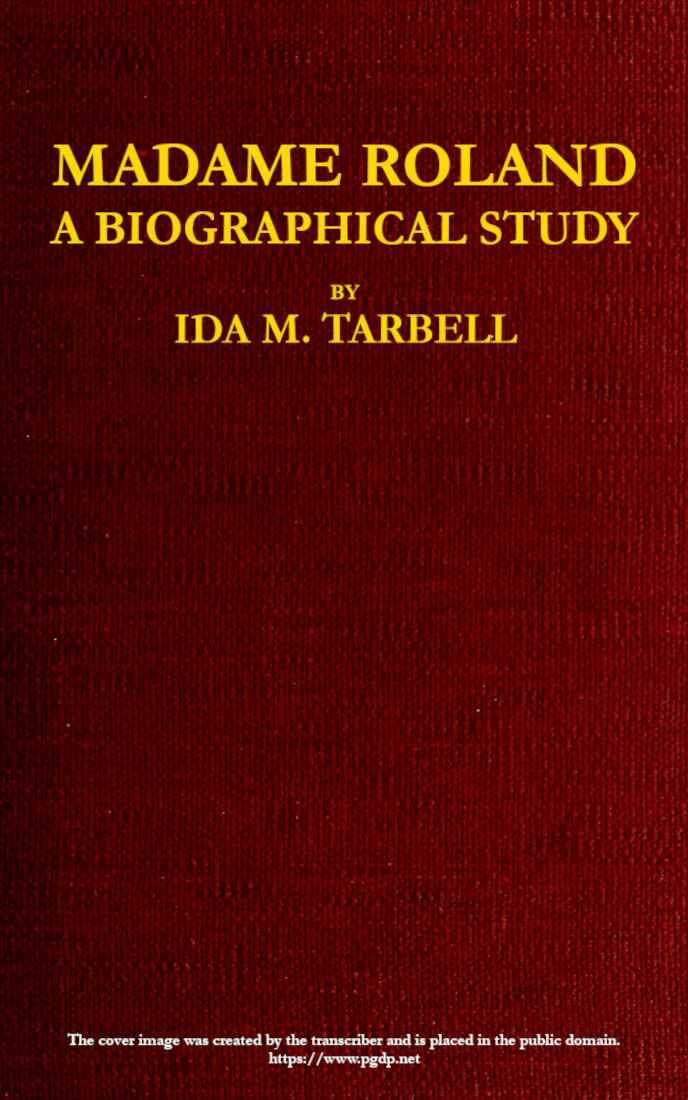 MADAME ROLAND
A BIOGRAPHICAL STUDY
BY
IDA M. TARBELL
The cover image was created by the transcriber and is placed in the public domain.
https://www.pgdp.net